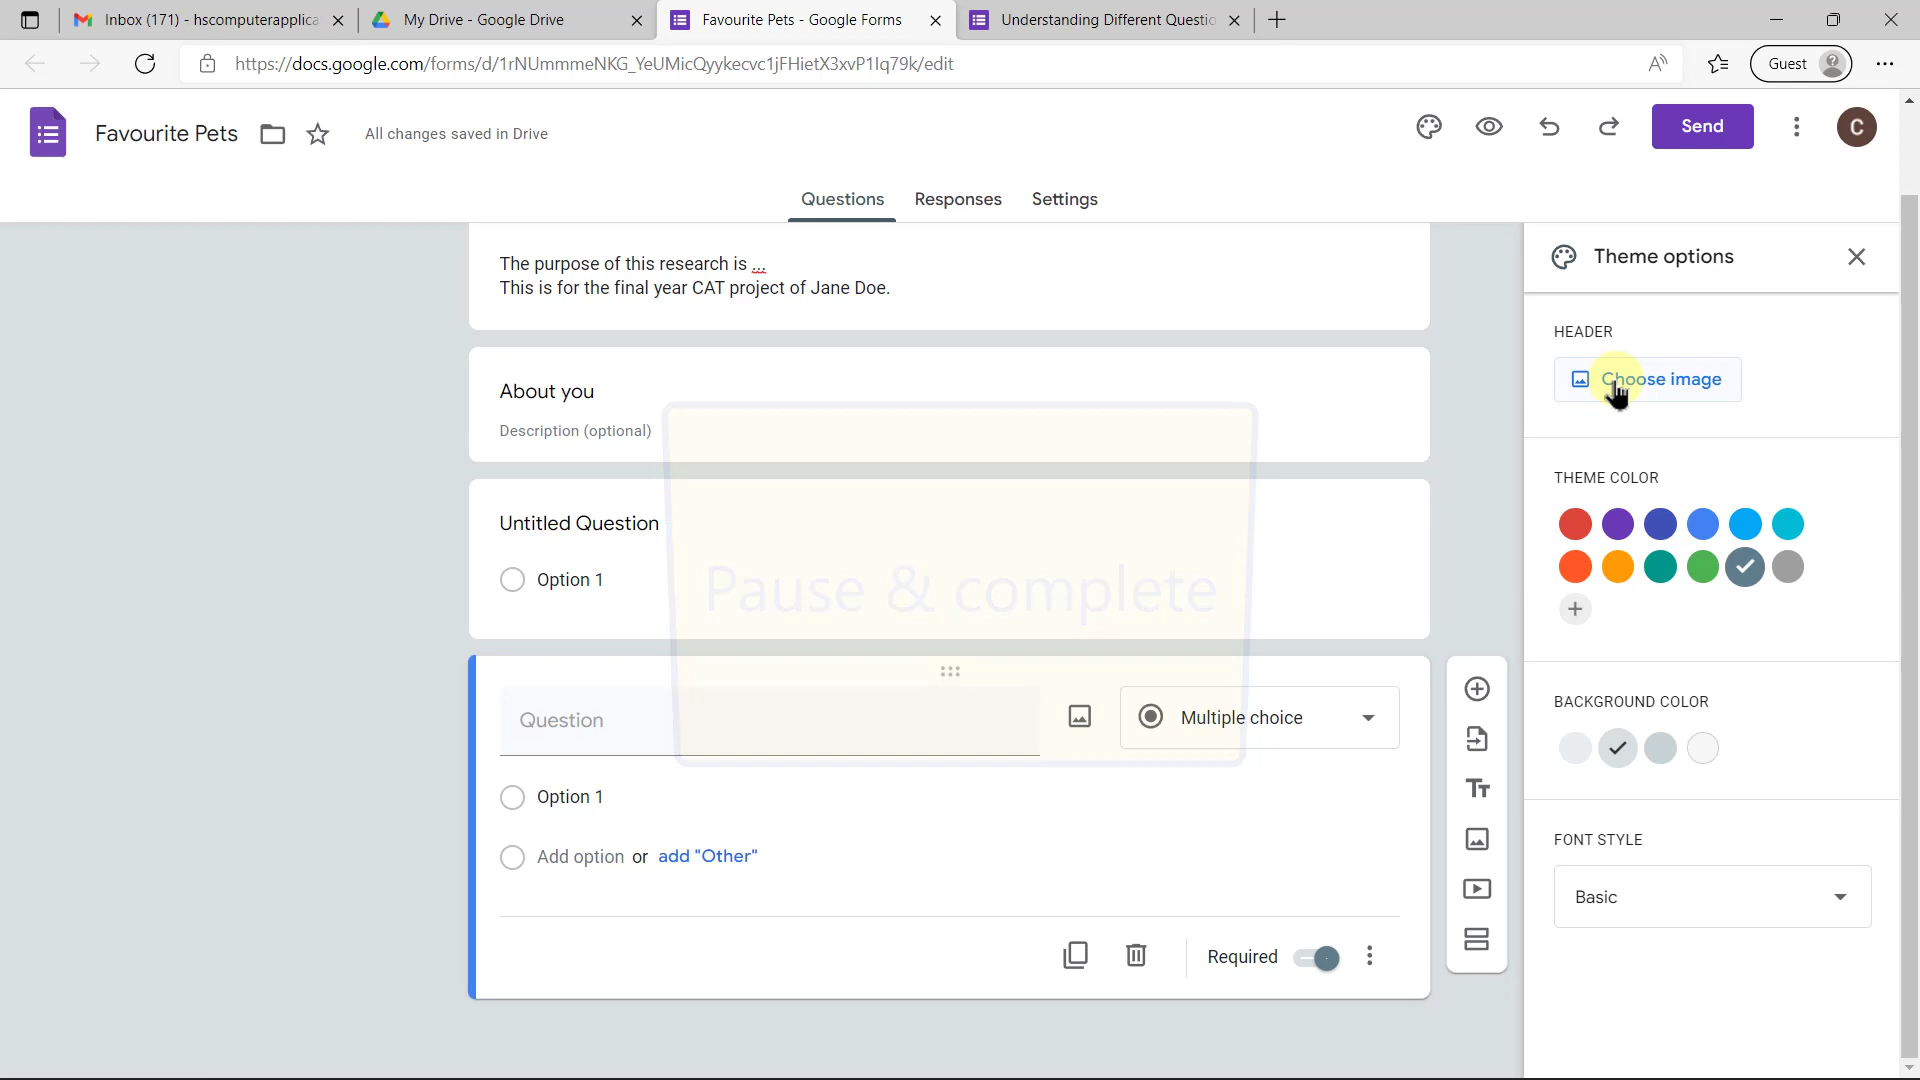 Inbox (171) - hscomputerapplica
My Drive - Google Drive
Favourite Pets - Google Forms
Understanding Different Questio
https://docs.google.com/forms/d/1rNUmmmeNKG_YeUMicQyykecvc1jFHietX3xvP1Iq79k/edit
Guest
Favourite Pets
All changes saved in Drive
Send
C
Questions
Responses
Settings
The purpose of this research is ...
This is for the final year CAT project of Jane Doe.
About you
Description (optional)
Untitled Question
Option 1
Pause & complete
Question
Multiple choice
Option 1
Add option or add "Other"
Required
Theme options
HEADER
Choose image
THEME COLOR
BACKGROUND COLOR
FONT STYLE
Basic